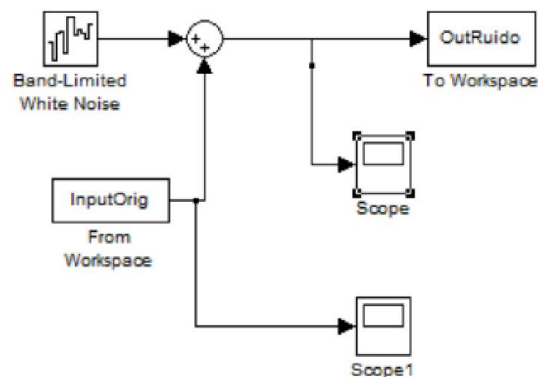 OutRuido
Band-Limited
White Noise
To Workspace
InputOrig
From
Workspace
Scope
Scope1